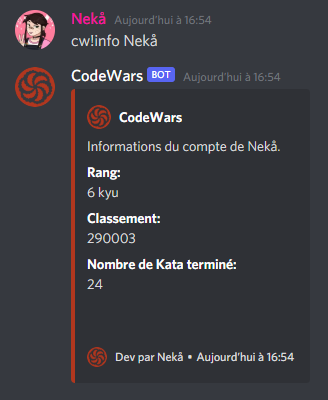 Nekå Aujourd'hui à 16:54
cw!info Nekå
CodeWars BOT Aujourd'hui à 16:54
CodeWars
Informations du compte de Nekå.
Rang:
6 kyu
Classement:
290003
Nombre de Kata terminé:
24
Dev par Nekå • Aujourd'hui à 16:54